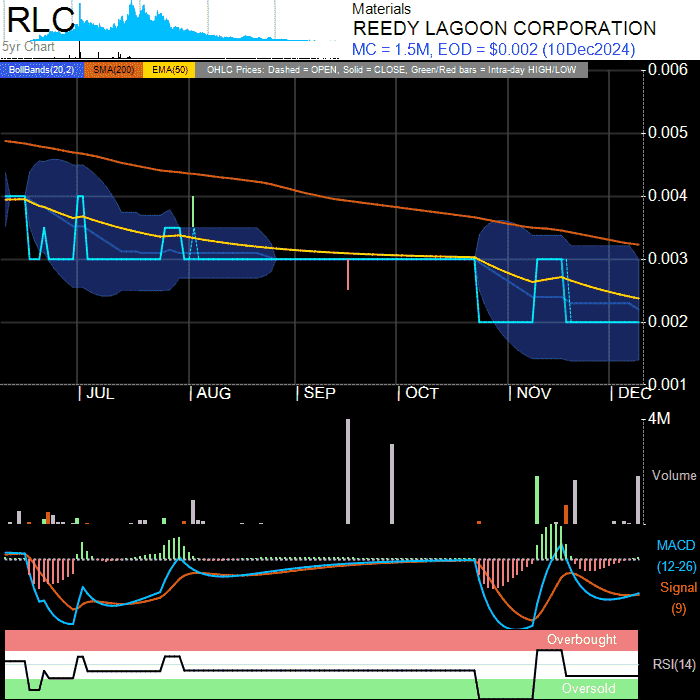 RLC
5yr Chart
Materials
REEDY LAGOON CORPORATION
MC = 1.5M, EOD = $0.002 (10Dec2024)
BollBands(20,2) SMA(200) EMA(50) OHLC Prices: Dashed = OPEN, Solid = CLOSE, Green/Red bars = Intra-day HIGH/LOW
0.006
0.005
0.004
0.003
0.002
0.001
JUL AUG SEP OCT NOV DEC
4M
Volume
MACD
(12-26)
Signal
(9)
Overbought
RSI(14)
Oversold